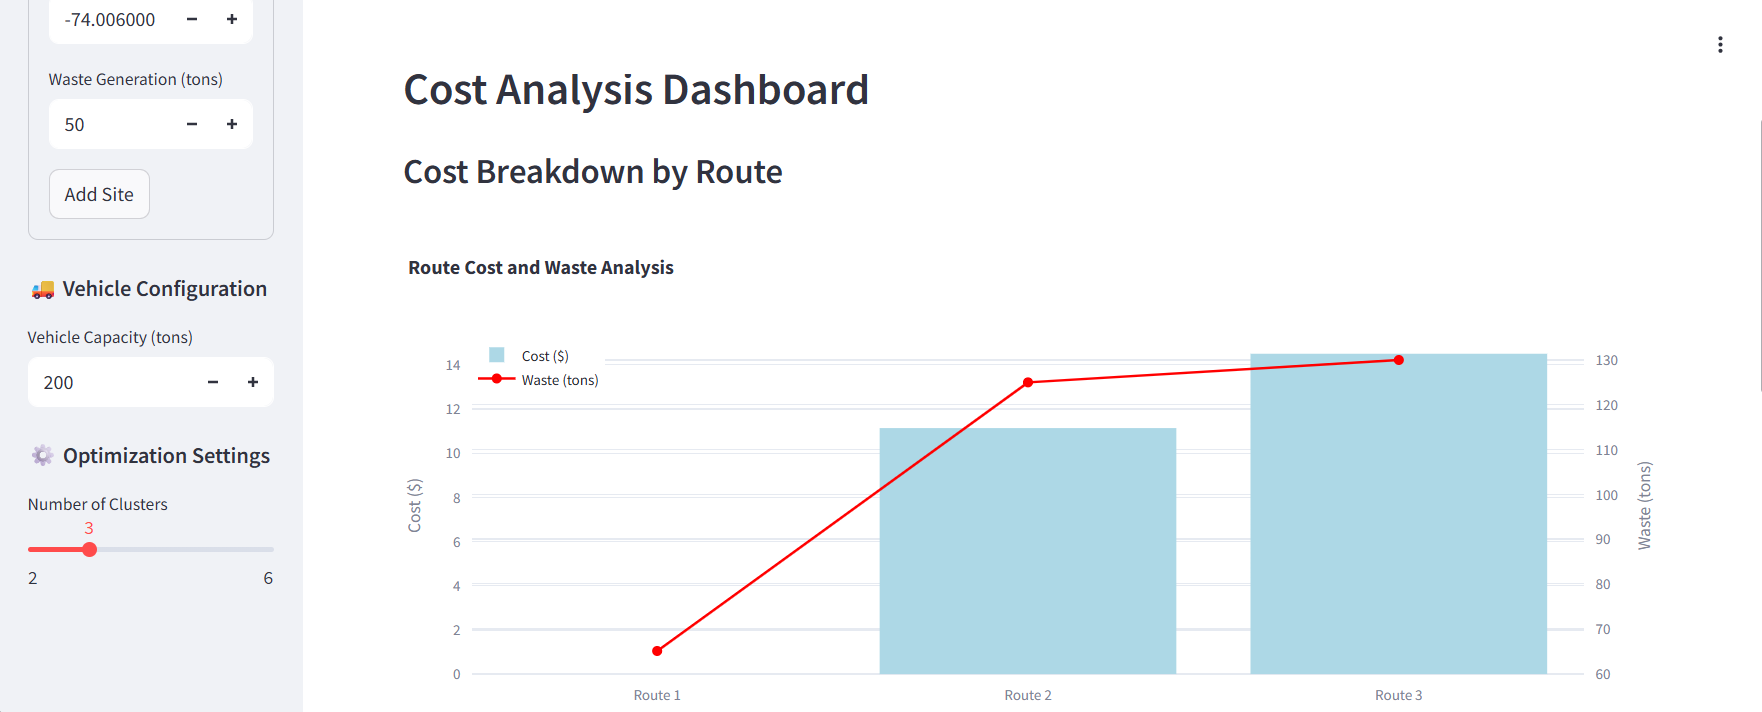 -74.006000
Waste Generation (tons)
50
Add Site
🚚 Vehicle Configuration
Vehicle Capacity (tons)
200
⚙️ Optimization Settings
Number of Clusters
3
2 6
Cost Analysis Dashboard
Cost Breakdown by Route
Route Cost and Waste Analysis
Cost ($)
Waste (tons)
14
12
10
8
6
4
2
0
Cost ($)
130
120
110
100
90
80
70
60
Waste (tons)
Route 1 Route 2 Route 3